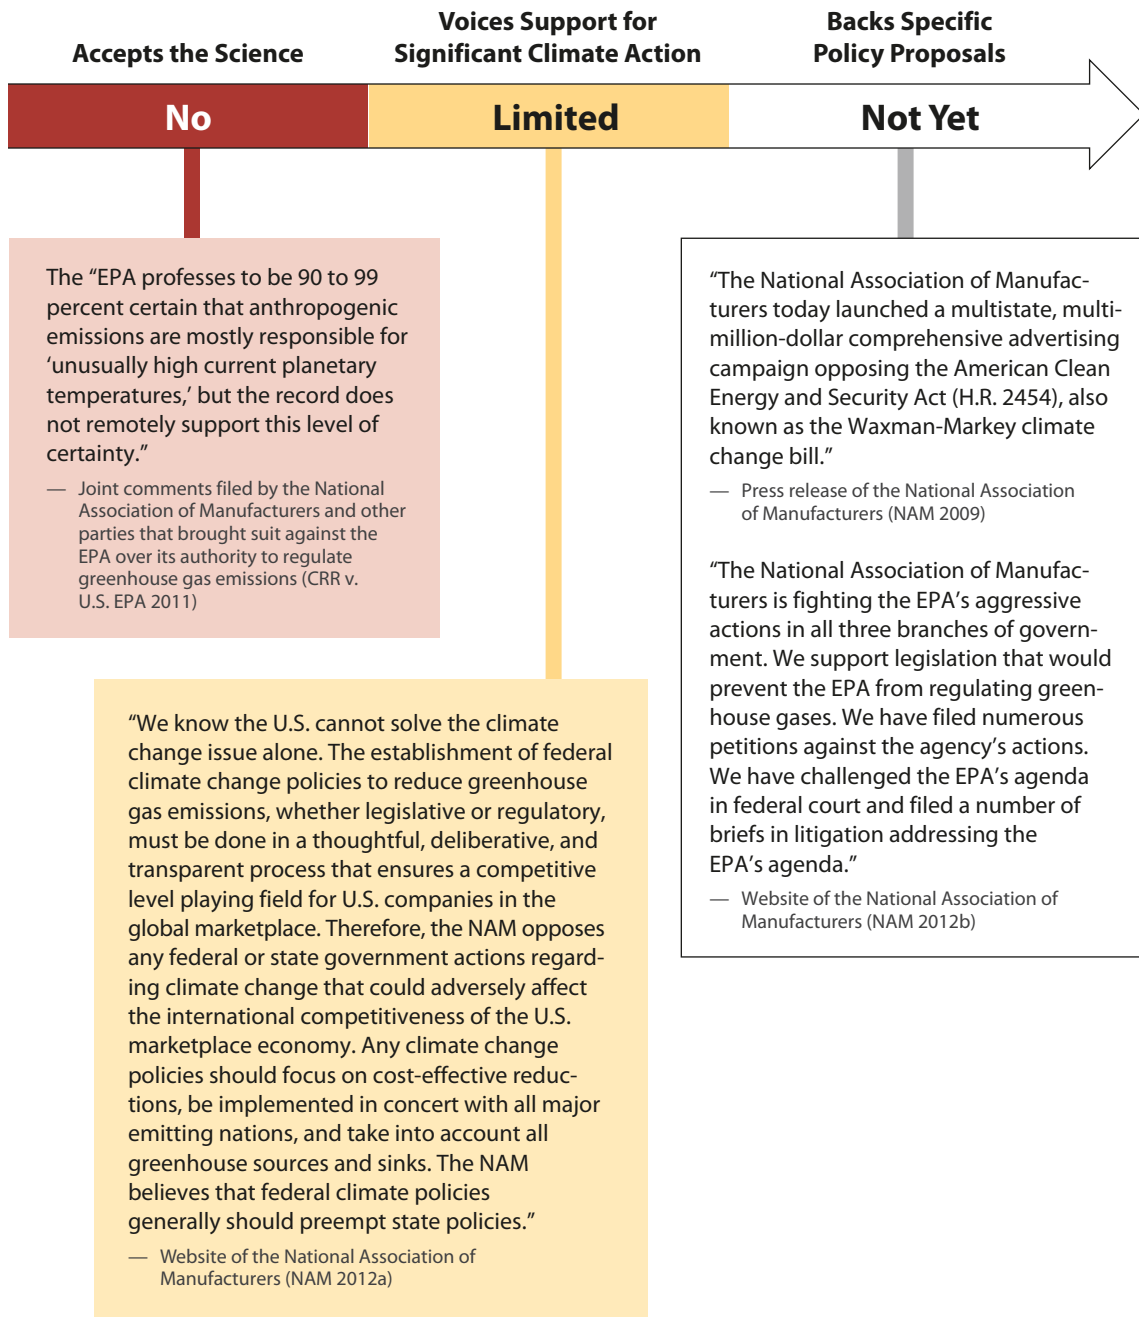 Accepts the Science
Voices Support for
Significant Climate Action
Backs Specific
Policy Proposals
No
Limited
Not Yet
The “EPA professes to be 90 to 99
percent certain that anthropogenic
emissions are mostly responsible for
‘unusually high current planetary
temperatures,’ but the record does
not remotely support this level of
certainty.”
— Joint comments filed by the National
Association of Manufacturers and other
parties that brought suit against the
EPA over its authority to regulate
greenhouse gas emissions (CRR v.
U.S. EPA 2011)
“We know the U.S. cannot solve the climate
change issue alone. The establishment of federal
climate change policies to reduce greenhouse
gas emissions, whether legislative or regulatory,
must be done in a thoughtful, deliberative, and
transparent process that ensures a competitive
level playing field for U.S. companies in the
global marketplace. Therefore, the NAM opposes
any federal or state government actions regard-
ing climate change that could adversely affect
the international competitiveness of the U.S.
marketplace economy. Any climate change
policies should focus on cost-effective reduc-
tions, be implemented in concert with all major
emitting nations, and take into account all
greenhouse sources and sinks. The NAM
believes that federal climate policies
generally should preempt state policies.”
— Website of the National Association of
Manufacturers (NAM 2012a)
“The National Association of Manufac-
turers today launched a multistate, multi-
million-dollar comprehensive advertising
campaign opposing the American Clean
Energy and Security Act (H.R. 2454), also
known as the Waxman-Markey climate
change bill.”
— Press release of the National Association
of Manufacturers (NAM 2009)
“The National Association of Manufac-
turers is fighting the EPA’s aggressive
actions in all three branches of govern-
ment. We support legislation that would
prevent the EPA from regulating green-
house gases. We have filed numerous
petitions against the agency’s actions.
We have challenged the EPA’s agenda
in federal court and filed a number of
briefs in litigation addressing the
EPA’s agenda.”
— Website of the National Association of
Manufacturers (NAM 2012b)